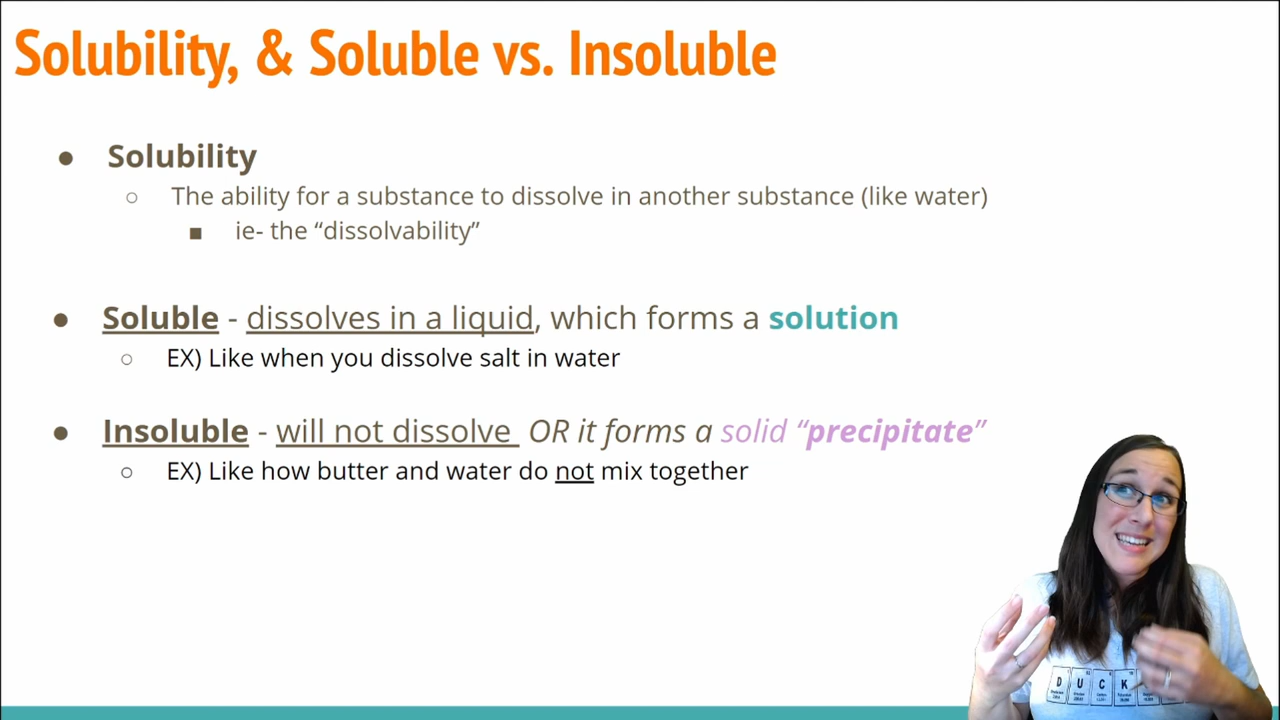 Solubility, & Soluble vs. Insoluble
● Solubility
○ The ability for a substance to dissolve in another substance (like water)
■ ie- the “dissolvability”
● Soluble - dissolves in a liquid, which forms a solution
○ EX) Like when you dissolve salt in water
● Insoluble - will not dissolve OR it forms a solid “precipitate”
○ EX) Like how butter and water do not mix together
D U C K